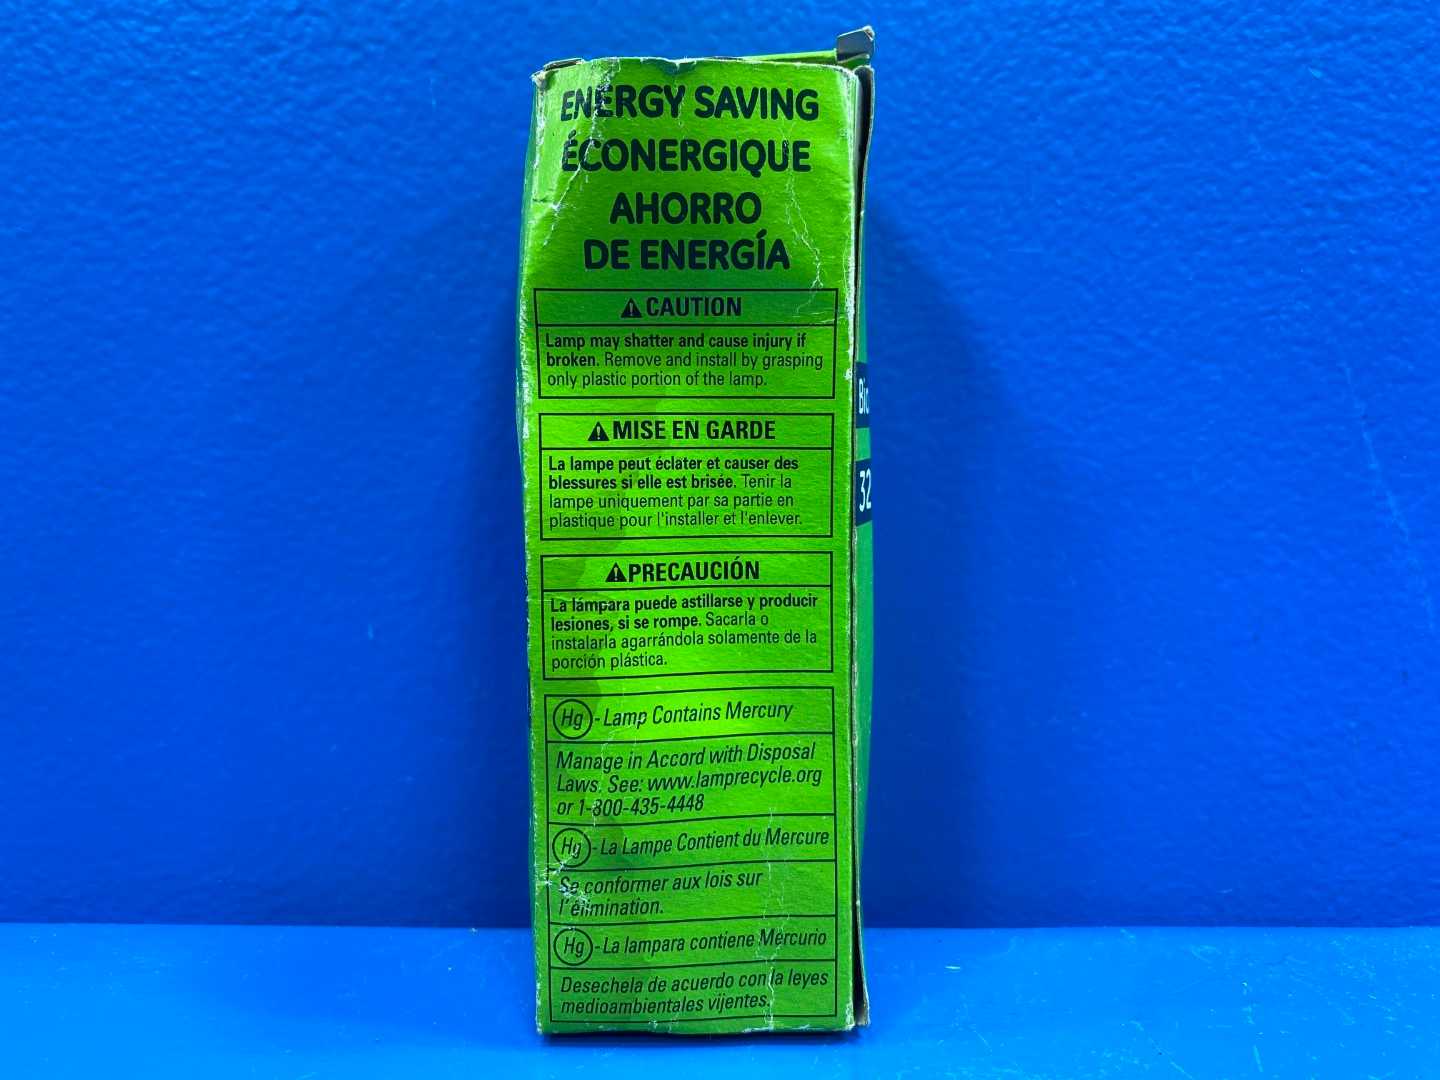 ENERGY SAVING
ÉCONERGIQUE
AHORRO
DE ENERGÍA
⚠ CAUTION
Lamp may shatter and cause injury if
broken. Remove and install by grasping
only plastic portion of the lamp.
⚠ MISE EN GARDE
La lampe peut éclater et causer des
blessures si elle est brisée. Tenir la
lampe uniquement par sa partie en
plastique pour l'installer et l'enlever.
⚠ PRECAUCIÓN
La lámpara puede astillarse y producir
lesiones, si se rompe. Sacarla o
instalarla agarrándola solamente de la
porción plástica.
Hg - Lamp Contains Mercury
Manage in Accord with Disposal
Laws. See: www.lamprecycle.org
or 1-800-435-4448
Hg - La Lampe Contient du Mercure
Se conformer aux lois sur
l'élimination.
Hg - La lampara contiene Mercurio
Desechela de acuerdo con la leyes
medioambientales vijentes.
32